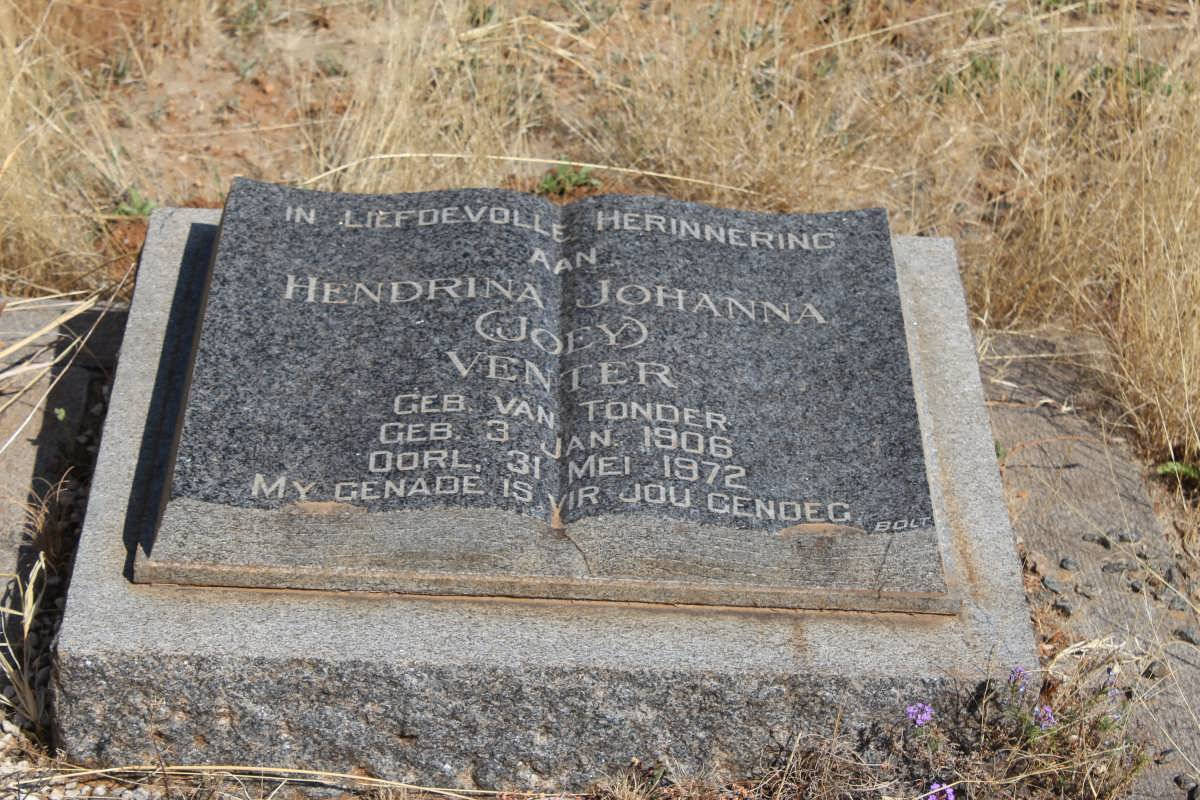 IN LIEFDEVOLLE HERINNERING
AAN
HENDRINA JOHANNA
(JOEY)
VENTER
GEB. VAN TONDER
GEB. 3 JAN. 1906
OORL. 31 MEI 1972
MY GENADE IS VIR JOU GENOEG
BOLT